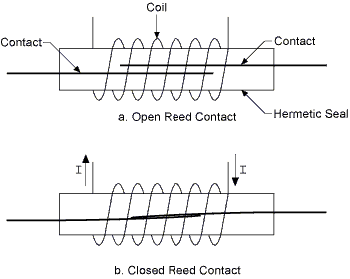 Coil
Contact
Contact
Hermetic Seal
a. Open Reed Contact
I
I
b. Closed Reed Contact